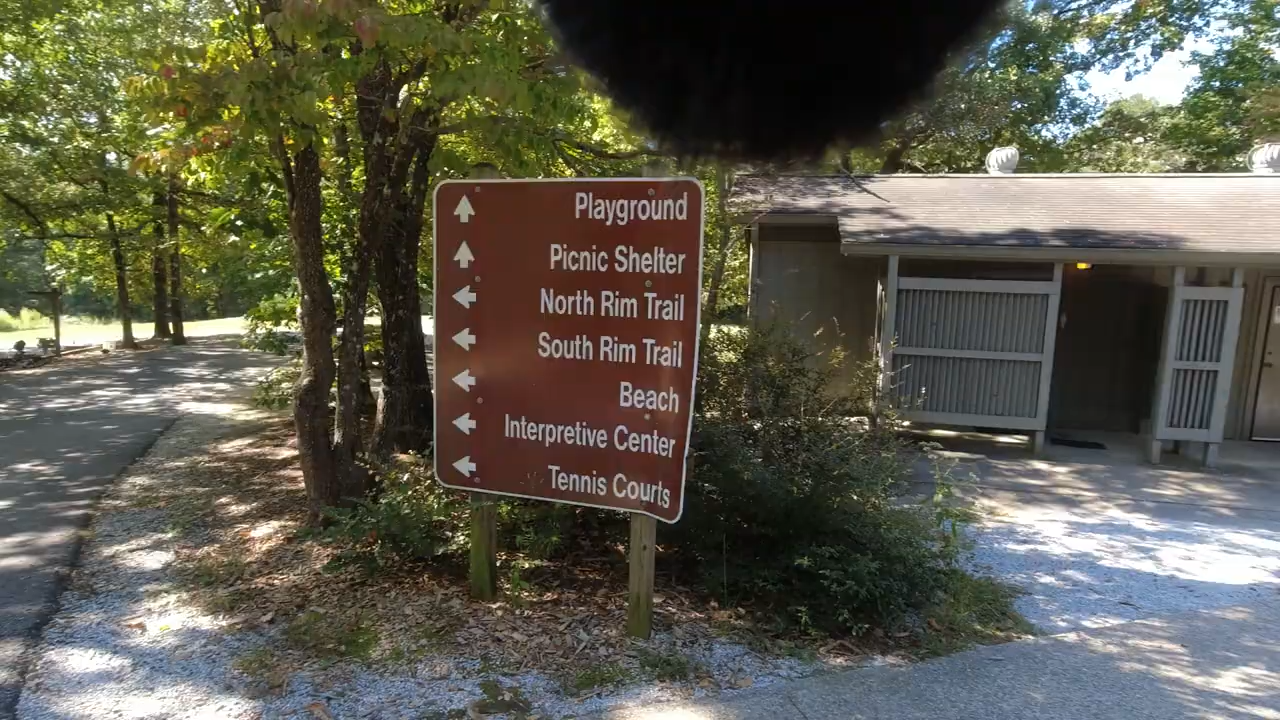 Playground
Picnic Shelter
North Rim Trail
South Rim Trail
Beach
Interpretive Center
Tennis Courts